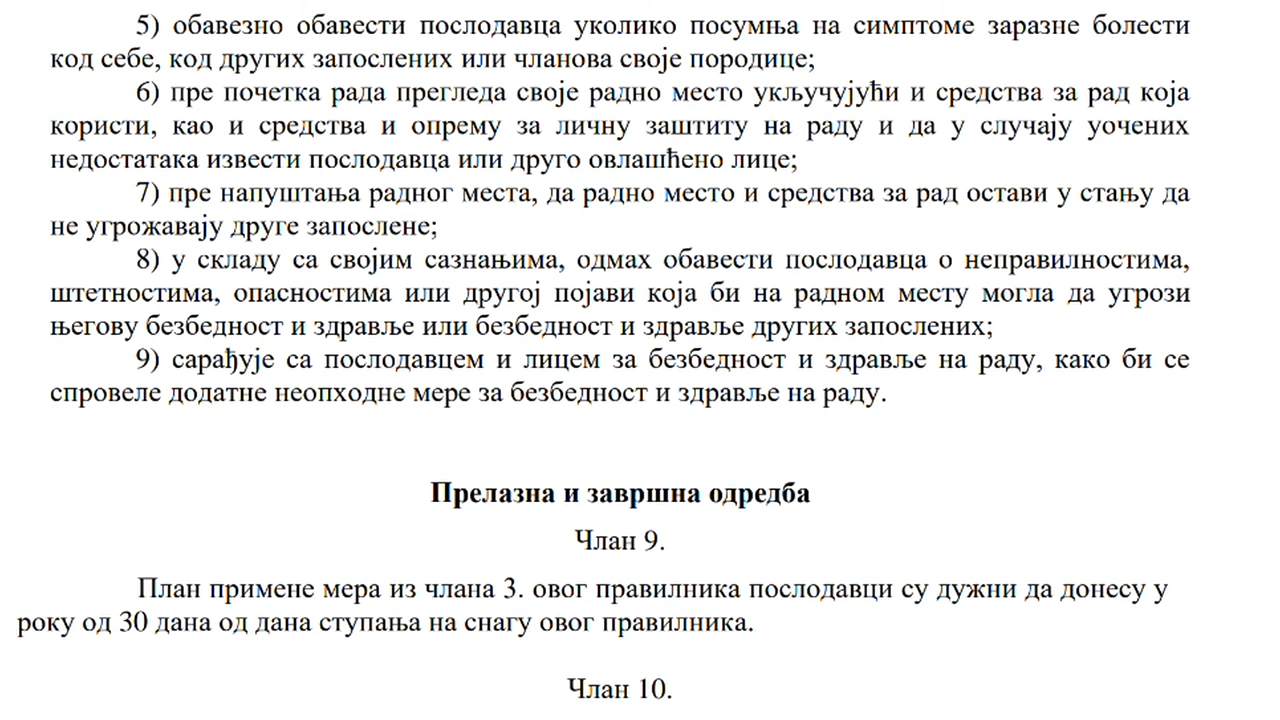 5) обавезно обавести послодавца уколико посумња на симптоме заразне болести
код себе, код других запослених или чланова своје породице;
6) пре почетка рада прегледа своје радно место укључујући и средства за рад која
користи, као и средства и опрему за личну заштиту на раду и да у случају уочених
недостатака извести послодавца или друго овлашћено лице;
7) пре напуштања радног места, да радно место и средства за рад остави у стању да
не угрожавају друге запослене;
8) у складу са својим сазнањима, одмах обавести послодавца о неправилностима,
штетностима, опасностима или другој појави која би на радном месту могла да угрози
његову безбедност и здравље или безбедност и здравље других запослених;
9) сарађује са послодавцем и лицем за безбедност и здравље на раду, како би се
спровеле додатне неопходне мере за безбедност и здравље на раду.
Прелазна и завршна одредба
Члан 9.
План примене мера из члана 3. овог правилника послодавци су дужни да донесу у
року од 30 дана од дана ступања на снагу овог правилника.
Члан 10.